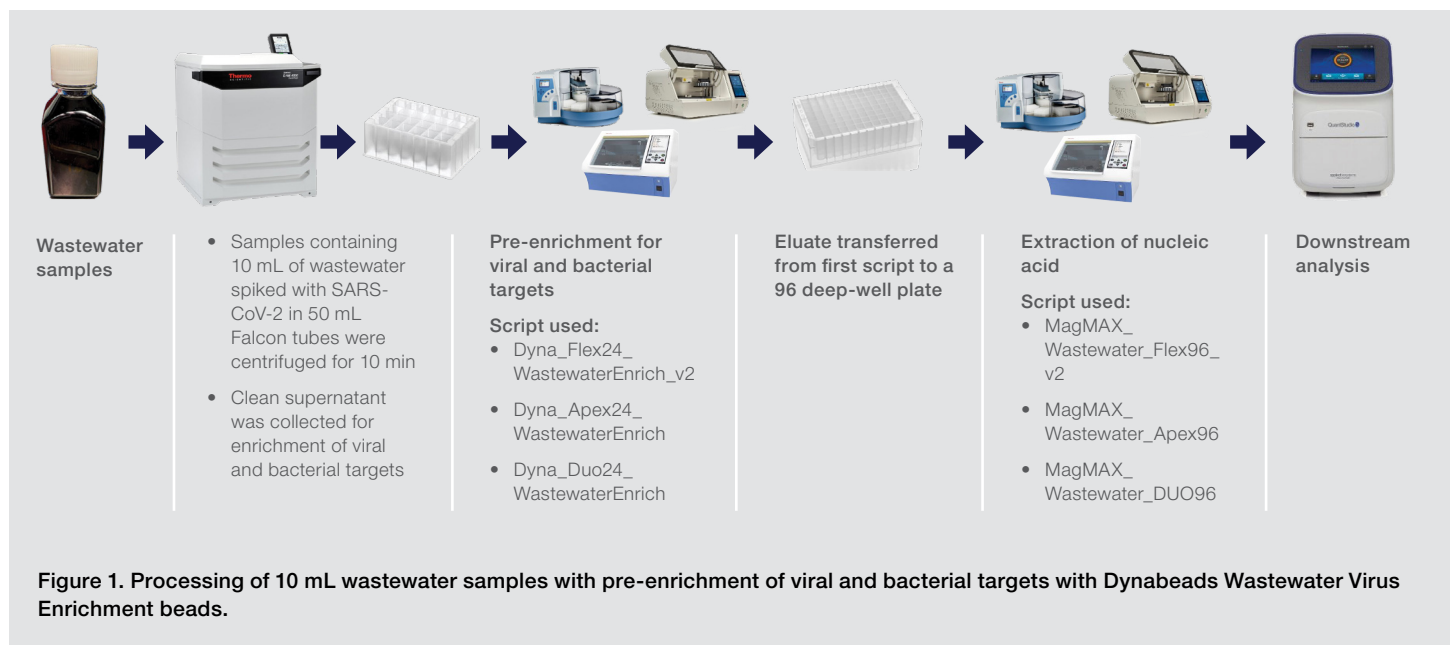 Thermo
SCIENTIFIC
QuantStudio
Wastewater
samples
• Samples containing
10 mL of wastewater
spiked with SARS-
CoV-2 in 50 mL
Falcon tubes were
centrifuged for 10 min
• Clean supernatant
was collected for
enrichment of viral
and bacterial targets
Pre-enrichment for
viral and bacterial
targets
Script used:
• Dyna_Flex24_
WastewaterEnrich_v2
• Dyna_Apex24_
WastewaterEnrich
• Dyna_Duo24_
WastewaterEnrich
Eluate transferred
from first script to a
96 deep-well plate
Extraction of nucleic
acid
Script used:
• MagMAX_
Wastewater_Flex96_
v2
• MagMAX_
Wastewater_Apex96
• MagMAX_
Wastewater_DUO96
Downstream
analysis
Figure 1. Processing of 10 mL wastewater samples with pre-enrichment of viral and bacterial targets with Dynabeads Wastewater Virus
Enrichment beads.